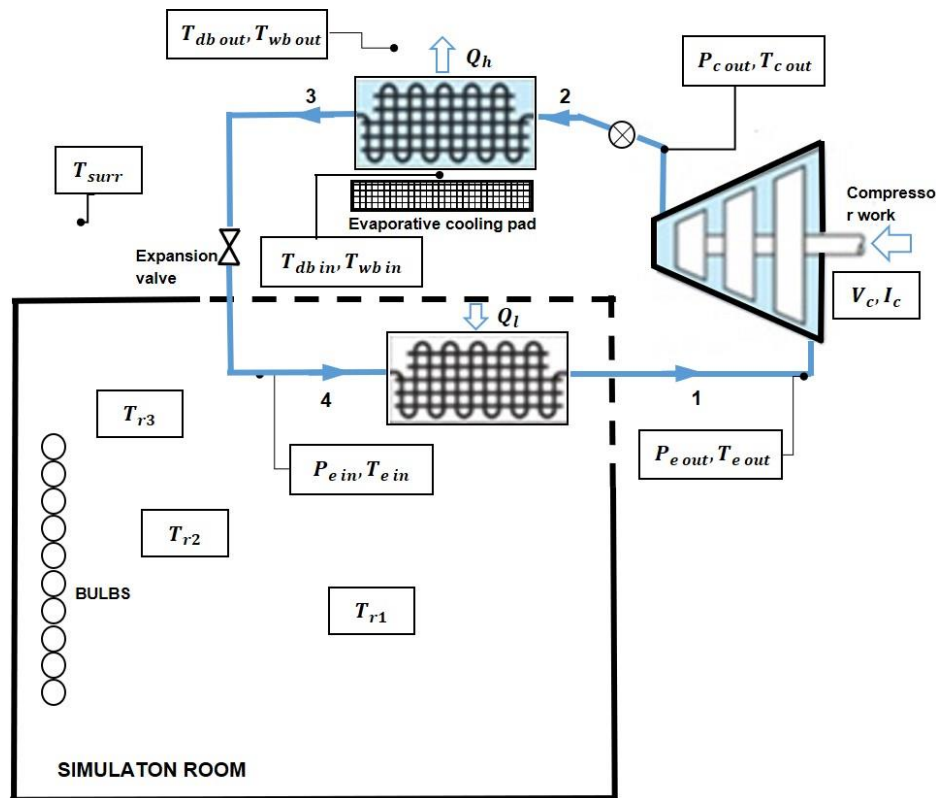 T_db out, T_wb out
Q_h
P_c out, T_c out
3
2
T_surr
Evaporative cooling pad
Compresso
r work
Expansion
valve
T_db in, T_wb in
V_c, I_c
Q_l
4
1
T_r3
P_e in, T_e in
P_e out, T_e out
T_r2
BULBS
T_r1
SIMULATON ROOM